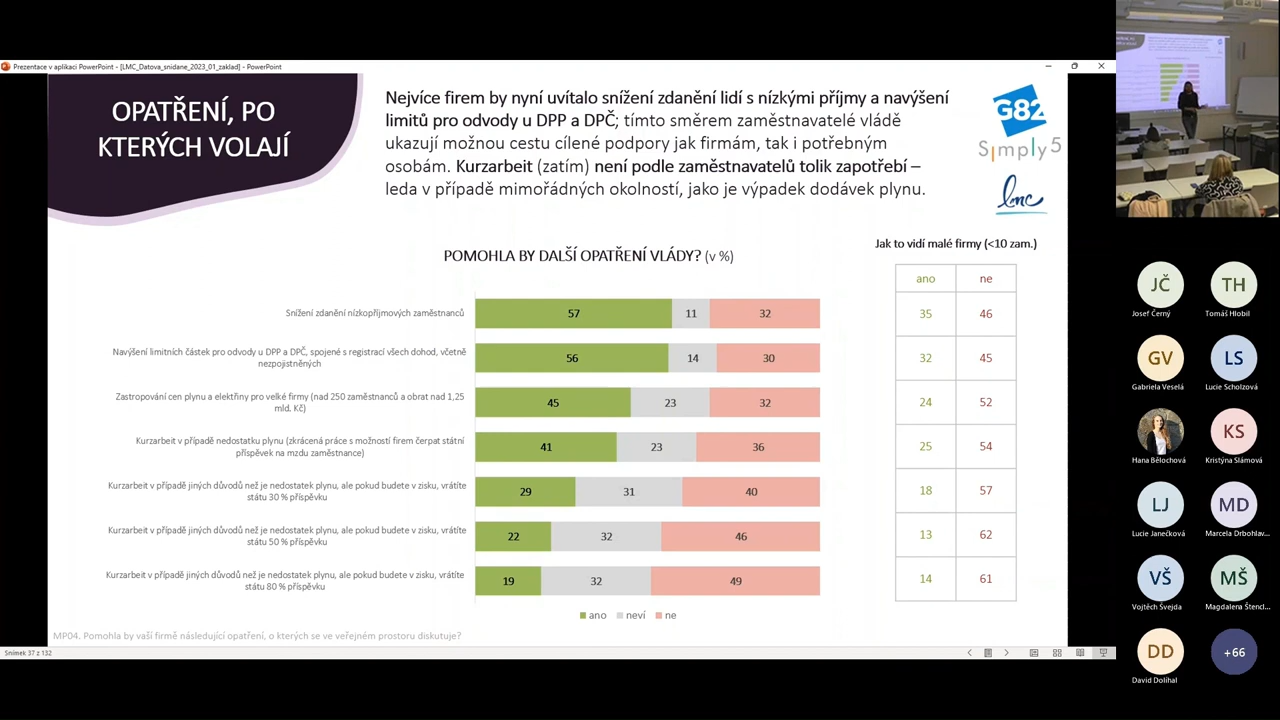 Prezentace v aplikaci PowerPoint - [LMC_Datova_snidane_2023_01_zaklad] - PowerPoint
OPATŘENÍ, PO
KTERÝCH VOLAJÍ
Nejvíce firem by nyní uvítalo snížení zdanění lidí s nízkými příjmy a navýšení
limitů pro odvody u DPP a DPČ; tímto směrem zaměstnavatelé vládě
ukazují možnou cestu cílené podpory jak firmám, tak i potřebným
osobám. Kurzarbeit (zatím) není podle zaměstnavatelů tolik zapotřebí –
leda v případě mimořádných okolností, jako je výpadek dodávek plynu.
G82
Simply5
lmc
POMOHLA BY DALŠÍ OPATŘENÍ VLÁDY? (v %)
Jak to vidí malé firmy (<10 zam.)
ano ne
Snížení zdanění nízkopříjmových zaměstnanců
57 11 32
35 46
Navýšení limitních částek pro odvody u DPP a DPČ, spojené s registrací všech dohod, včetně
nezpojistněných
56 14 30
32 45
Zastropování cen plynu a elektřiny pro velké firmy (nad 250 zaměstnanců a obrat nad 1,25
mld. Kč)
45 23 32
24 52
Kurzarbeit v případě nedostatku plynu (zkrácená práce s možností firem čerpat státní
příspěvek na mzdu zaměstnance)
41 23 36
25 54
Kurzarbeit v případě jiných důvodů než je nedostatek plynu, ale pokud budete v zisku, vrátíte
státu 30 % příspěvku
29 31 40
18 57
Kurzarbeit v případě jiných důvodů než je nedostatek plynu, ale pokud budete v zisku, vrátíte
státu 50 % příspěvku
22 32 46
13 62
Kurzarbeit v případě jiných důvodů než je nedostatek plynu, ale pokud budete v zisku, vrátíte
státu 80 % příspěvku
19 32 49
14 61
ano neví ne
MP04. Pomohla by vaší firmě následující opatření, o kterých se ve veřejném prostoru diskutuje?
Snímek 37 z 132
JČ TH
Josef Černý Tomáš Hlobil
GV LS
Gabriela Veselá Lucie Scholzová
KS
Hana Bělochová Kristýna Slámová
LJ MD
Lucie Janečková Marcela Drbohlav...
VŠ MŠ
Vojtěch Švejda Magdalena Štencl...
DD +66
David Dolíhal